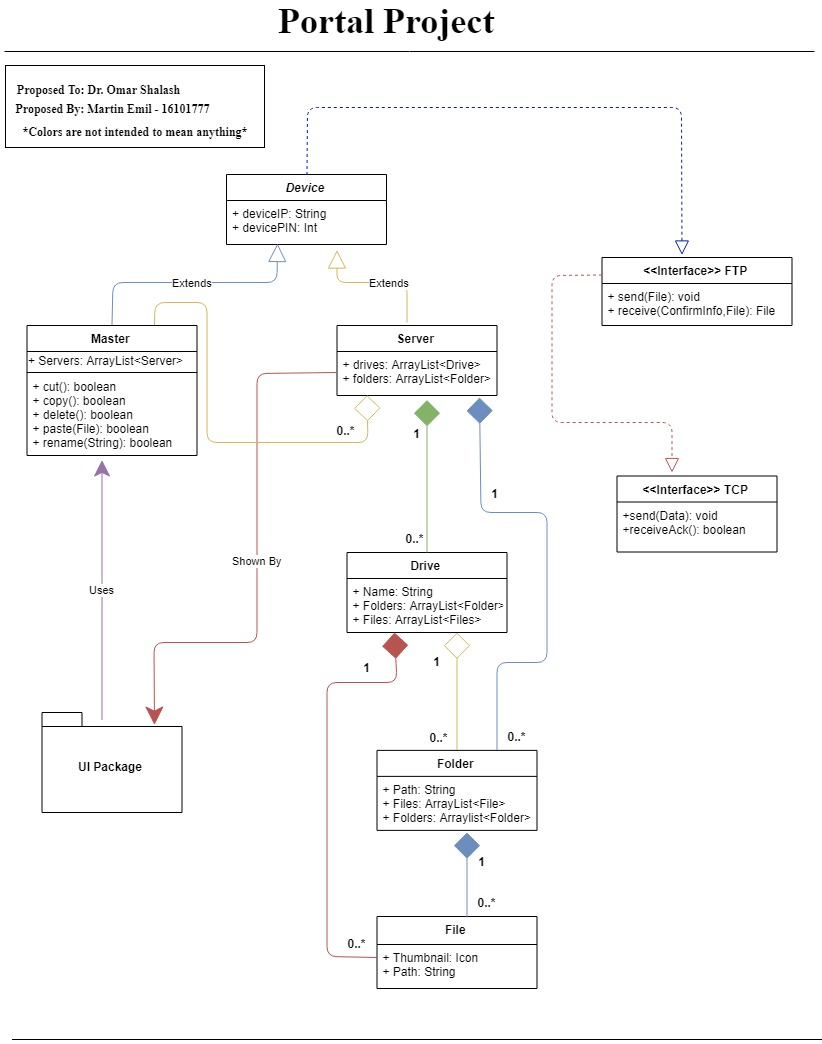 Portal Project
Proposed To: Dr. Omar Shalash
Proposed By: Martin Emil - 16101777
*Colors are not intended to mean anything*
Device
+ deviceIP: String
+ devicePIN: Int
<<Interface>> FTP
+ send(File): void
+ receive(ConfirmInfo,File): File
Extends
Extends
Master
+ Servers: ArrayList<Server>
+ cut(): boolean
+ copy(): boolean
+ delete(): boolean
+ paste(File): boolean
+ rename(String): boolean
Server
+ drives: ArrayList<Drive>
+ folders: ArrayList<Folder>
0..*
1
1
<<Interface>> TCP
+send(Data): void
+receiveAck(): boolean
0..*
Shown By
Uses
Drive
+ Name: String
+ Folders: ArrayList<Folder>
+ Files: ArrayList<Files>
1
1
0..*
0..*
UI Package
Folder
+ Path: String
+ Files: ArrayList<File>
+ Folders: Arraylist<Folder>
1
0..*
0..*
File
+ Thumbnail: Icon
+ Path: String